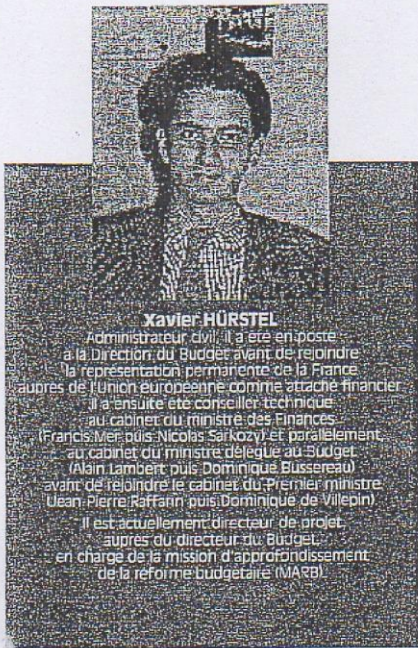 Xavier HÜRSTEL
Administrateur civil, il a été en poste
à la Direction du Budget avant de rejoindre
la représentation permanente de la France
auprès de l'Union européenne comme attaché financier.
Il a ensuite été conseiller technique
au cabinet du ministre des Finances
(Francis Mer puis Nicolas Sarkozy) et parallèlement,
au cabinet du ministre délégué au Budget
(Alain Lambert puis Dominique Bussereau)
avant de rejoindre le cabinet du Premier ministre
(Jean-Pierre Raffarin puis Dominique de Villepin).
Il est actuellement directeur de projet
auprès du directeur du Budget,
en charge de la mission d'approfondissement
de la réforme budgétaire (MARB).